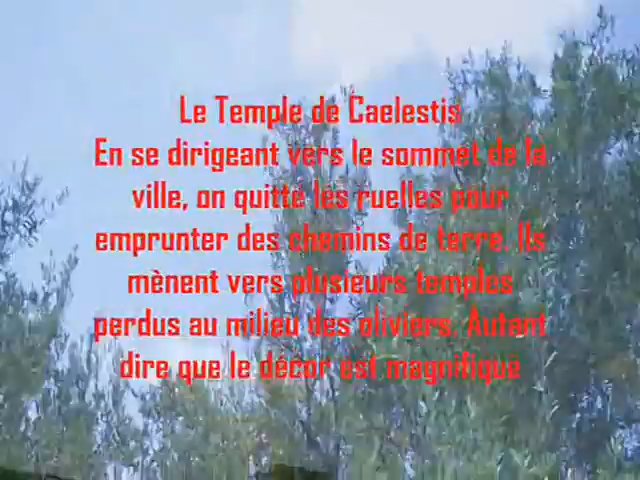 Le Temple de Caelestis
En se dirigeant vers le sommet de la
ville, on quitte les ruelles pour
emprunter des chemins de terre. Ils
mènent vers plusieurs temples
perdus au milieu des oliviers. Autant
dire que le décor est magnifique